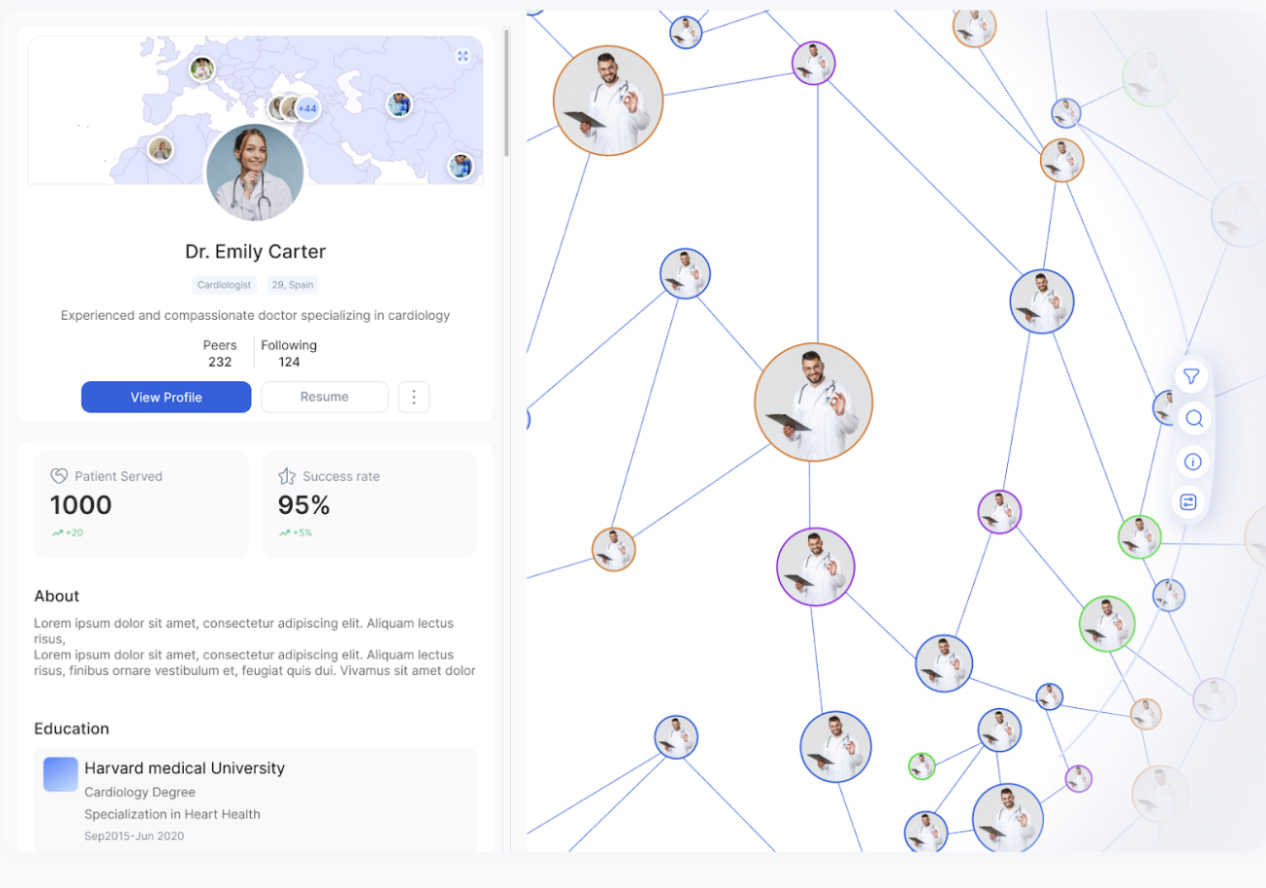 +44
Dr. Emily Carter
Cardiologist
29, Spain
Experienced and compassionate doctor specializing in cardiology
Peers
232
Following
124
View Profile
Resume
Patient Served
1000
+20
Success rate
95%
+5%
About
Lorem ipsum dolor sit amet, consectetur adipiscing elit. Aliquam lectus
risus,
Lorem ipsum dolor sit amet, consectetur adipiscing elit. Aliquam lectus
risus, finibus ornare vestibulum et, feugiat quis dui. Vivamus sit amet dolor
Education
Harvard medical University
Cardiology Degree
Specialization in Heart Health
Sep2015-Jun 2020